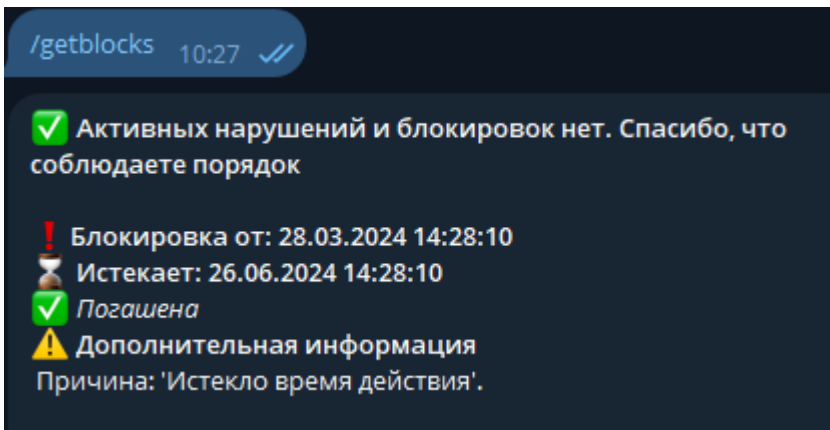 /getblocks 10:27
✅ Активных нарушений и блокировок нет. Спасибо, что
соблюдаете порядок
❗ Блокировка от: 28.03.2024 14:28:10
⌛ Истекает: 26.06.2024 14:28:10
✅ Погашена
⚠️ Дополнительная информация
Причина: 'Истекло время действия'.